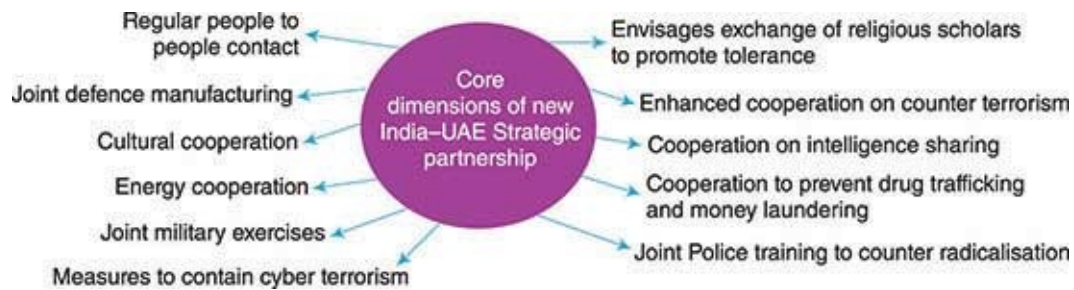 Core
dimensions of new
India–UAE Strategic
partnership
Regular people to
people contact
Joint defence manufacturing
Cultural cooperation
Energy cooperation
Joint military exercises
Measures to contain cyber terrorism
Envisages exchange of religious scholars
to promote tolerance
Enhanced cooperation on counter terrorism
Cooperation on intelligence sharing
Cooperation to prevent drug trafficking
and money laundering
Joint Police training to counter radicalisation